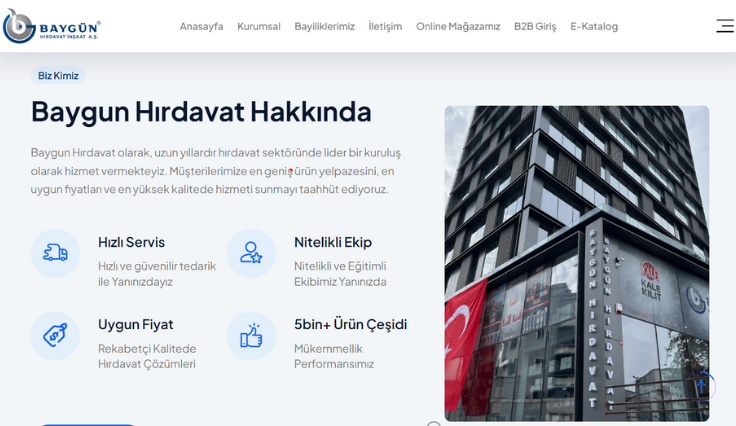 BAYGÜN®
HIRDAVAT İNŞAAT A.Ş.
Anasayfa Kurumsal Bayiliklerimiz İletişim Online Mağazamız B2B Giriş E-Katalog
Biz Kimiz
Baygun Hırdavat Hakkında
Baygun Hırdavat olarak, uzun yıllardır hırdavat sektöründe lider bir kuruluş
olarak hizmet vermekteyiz. Müşterilerimize en geniş ürün yelpazesini, en
uygun fiyatları ve en yüksek kalitede hizmeti sunmayı taahhüt ediyoruz.
Hızlı Servis
Hızlı ve güvenilir tedarik
ile Yanınızdayız
Nitelikli Ekip
Nitelikli ve Eğitimli
Ekibimiz Yanınızda
Uygun Fiyat
Rekabetçi Kalitede
Hırdavat Çözümleri
5bin+ Ürün Çeşidi
Mükemmellik
Performansımız
BAYGÜN HIRDAVAT
BAYGÜN HIRDAVAT
KALE
KALE
KİLİT